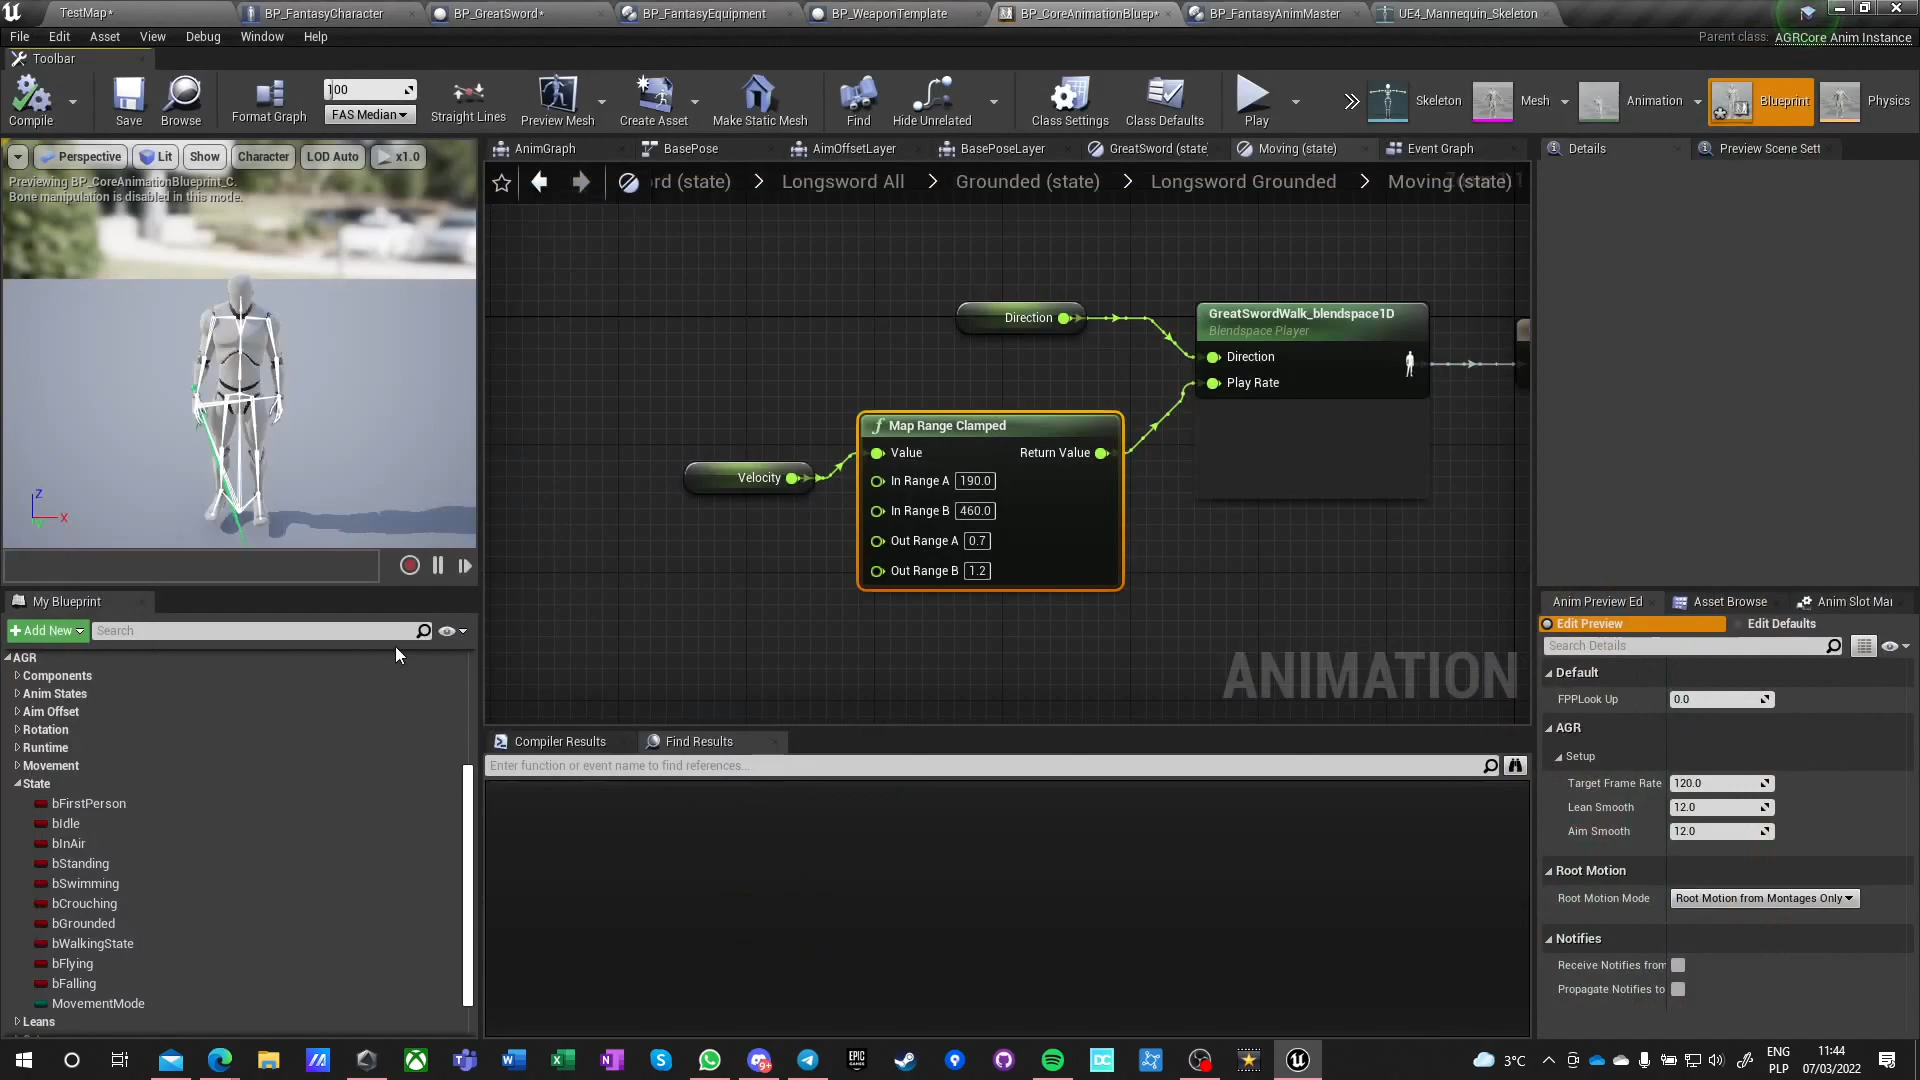 TestMap*
BP_FantasyCharacter
BP_GreatSword*
BP_FantasyEquipment
BP_WeaponTemplate
BP_CoreAnimationBluep*
BP_FantasyAnimMaster
UE4_Mannequin_Skeleton
File Edit Asset View Debug Window Help
Parent class: AGRCore Anim Instance
Toolbar
100
FAS Median
Compile
Save
Browse
Format Graph
Straight Lines
Preview Mesh
Create Asset
Make Static Mesh
Find
Hide Unrelated
Class Settings
Class Defaults
Play
Skeleton
Mesh
Animation
Blueprint
Physics
Perspective Lit Show Character LOD Auto x1.0
Previewing BP_CoreAnimationBlueprint_C.
Bone manipulation is disabled in this mode.
Z
X
AnimGraph
BasePose
AimOffsetLayer
BasePoseLayer
GreatSword (state
Moving (state)
Event Graph
Details
Preview Scene Sett
rd (state) > Longsword All > Grounded (state) > Longsword Grounded > Moving (state)
Direction
GreatSwordWalk_blendspace1D
Blendspace Player
Direction
Play Rate
Map Range Clamped
Value Return Value
In Range A 190.0
In Range B 460.0
Out Range A 0.7
Out Range B 1.2
Velocity
ANIMATION
My Blueprint
Add New
Search
AGR
Components
Anim States
Aim Offset
Rotation
Runtime
Movement
State
bFirstPerson
bIdle
bInAir
bStanding
bSwimming
bCrouching
bGrounded
bWalkingState
bFlying
bFalling
MovementMode
Leans
Compiler Results
Find Results
Enter function or event name to find references...
Anim Preview Ed
Asset Browse
Anim Slot Mar
Edit Preview
Edit Defaults
Search Details
Default
FPPLook Up 0.0
AGR
Setup
Target Frame Rate 120.0
Lean Smooth 12.0
Aim Smooth 12.0
Root Motion
Root Motion Mode Root Motion from Montages Only
Notifies
Receive Notifies from
Propagate Notifies to
EPIC
GAMES
DC
9+
3°C
ENG
PLP
11:44
07/03/2022